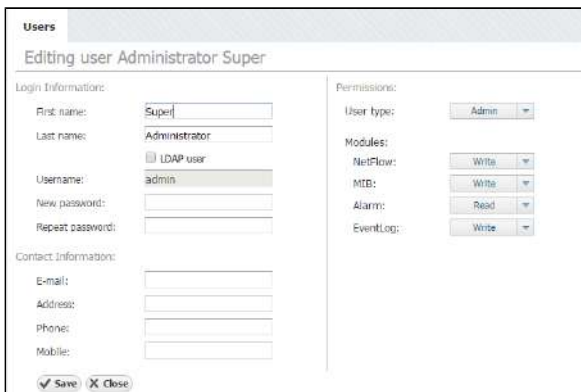 Users
Editing user Administrator Super
Login Information:
First name: Super
Last name: Administrator
LDAP user
Username: admin
New password:
Repeat password:
Contact Information:
E-mail:
Address:
Phone:
Mobile:
Save Close
Permissions:
User type: Admin
Modules:
NetFlow: Write
MIB: Write
Alarm: Read
EventLog: Write